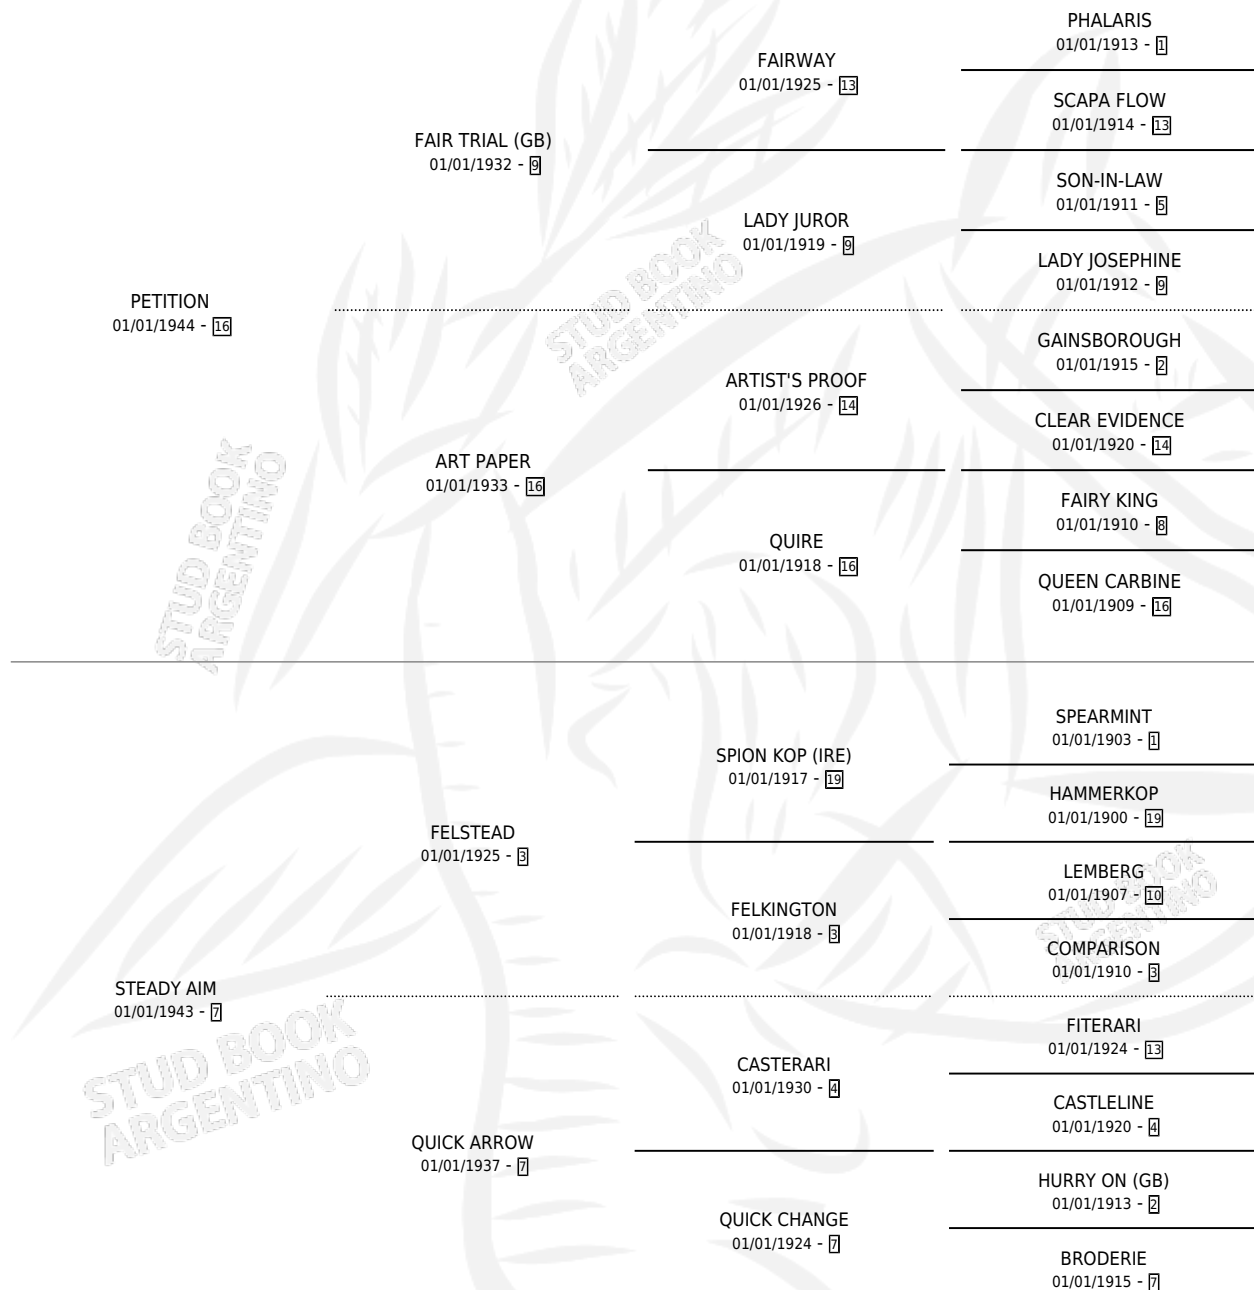 PHALARIS
01/01/1913 - 1
FAIRWAY
01/01/1925 - 13
SCAPA FLOW
01/01/1914 - 13
FAIR TRIAL (GB)
01/01/1932 - 9
SON-IN-LAW
01/01/1911 - 5
LADY JUROR
01/01/1919 - 9
LADY JOSEPHINE
01/01/1912 - 9
PETITION
01/01/1944 - 16
GAINSBOROUGH
01/01/1915 - 2
ARTIST'S PROOF
01/01/1926 - 14
CLEAR EVIDENCE
01/01/1920 - 14
ART PAPER
01/01/1933 - 16
FAIRY KING
01/01/1910 - 8
QUIRE
01/01/1918 - 16
QUEEN CARBINE
01/01/1909 - 16
SPEARMINT
01/01/1903 - 1
SPION KOP (IRE)
01/01/1917 - 19
HAMMERKOP
01/01/1900 - 19
FELSTEAD
01/01/1925 - 3
LEMBERG
01/01/1907 - 10
FELKINGTON
01/01/1918 - 3
COMPARISON
01/01/1910 - 3
STEADY AIM
01/01/1943 - 7
FITERARI
01/01/1924 - 13
CASTERARI
01/01/1930 - 4
CASTLELINE
01/01/1920 - 4
QUICK ARROW
01/01/1937 - 7
HURRY ON (GB)
01/01/1913 - 2
QUICK CHANGE
01/01/1924 - 7
BRODERIE
01/01/1915 - 7
STUD BOOK
ARGENTINO
STUD BOOK
ARGENTINO
STUD BOOK
ARGENTINO
STUD BOOK
ARGENTINO